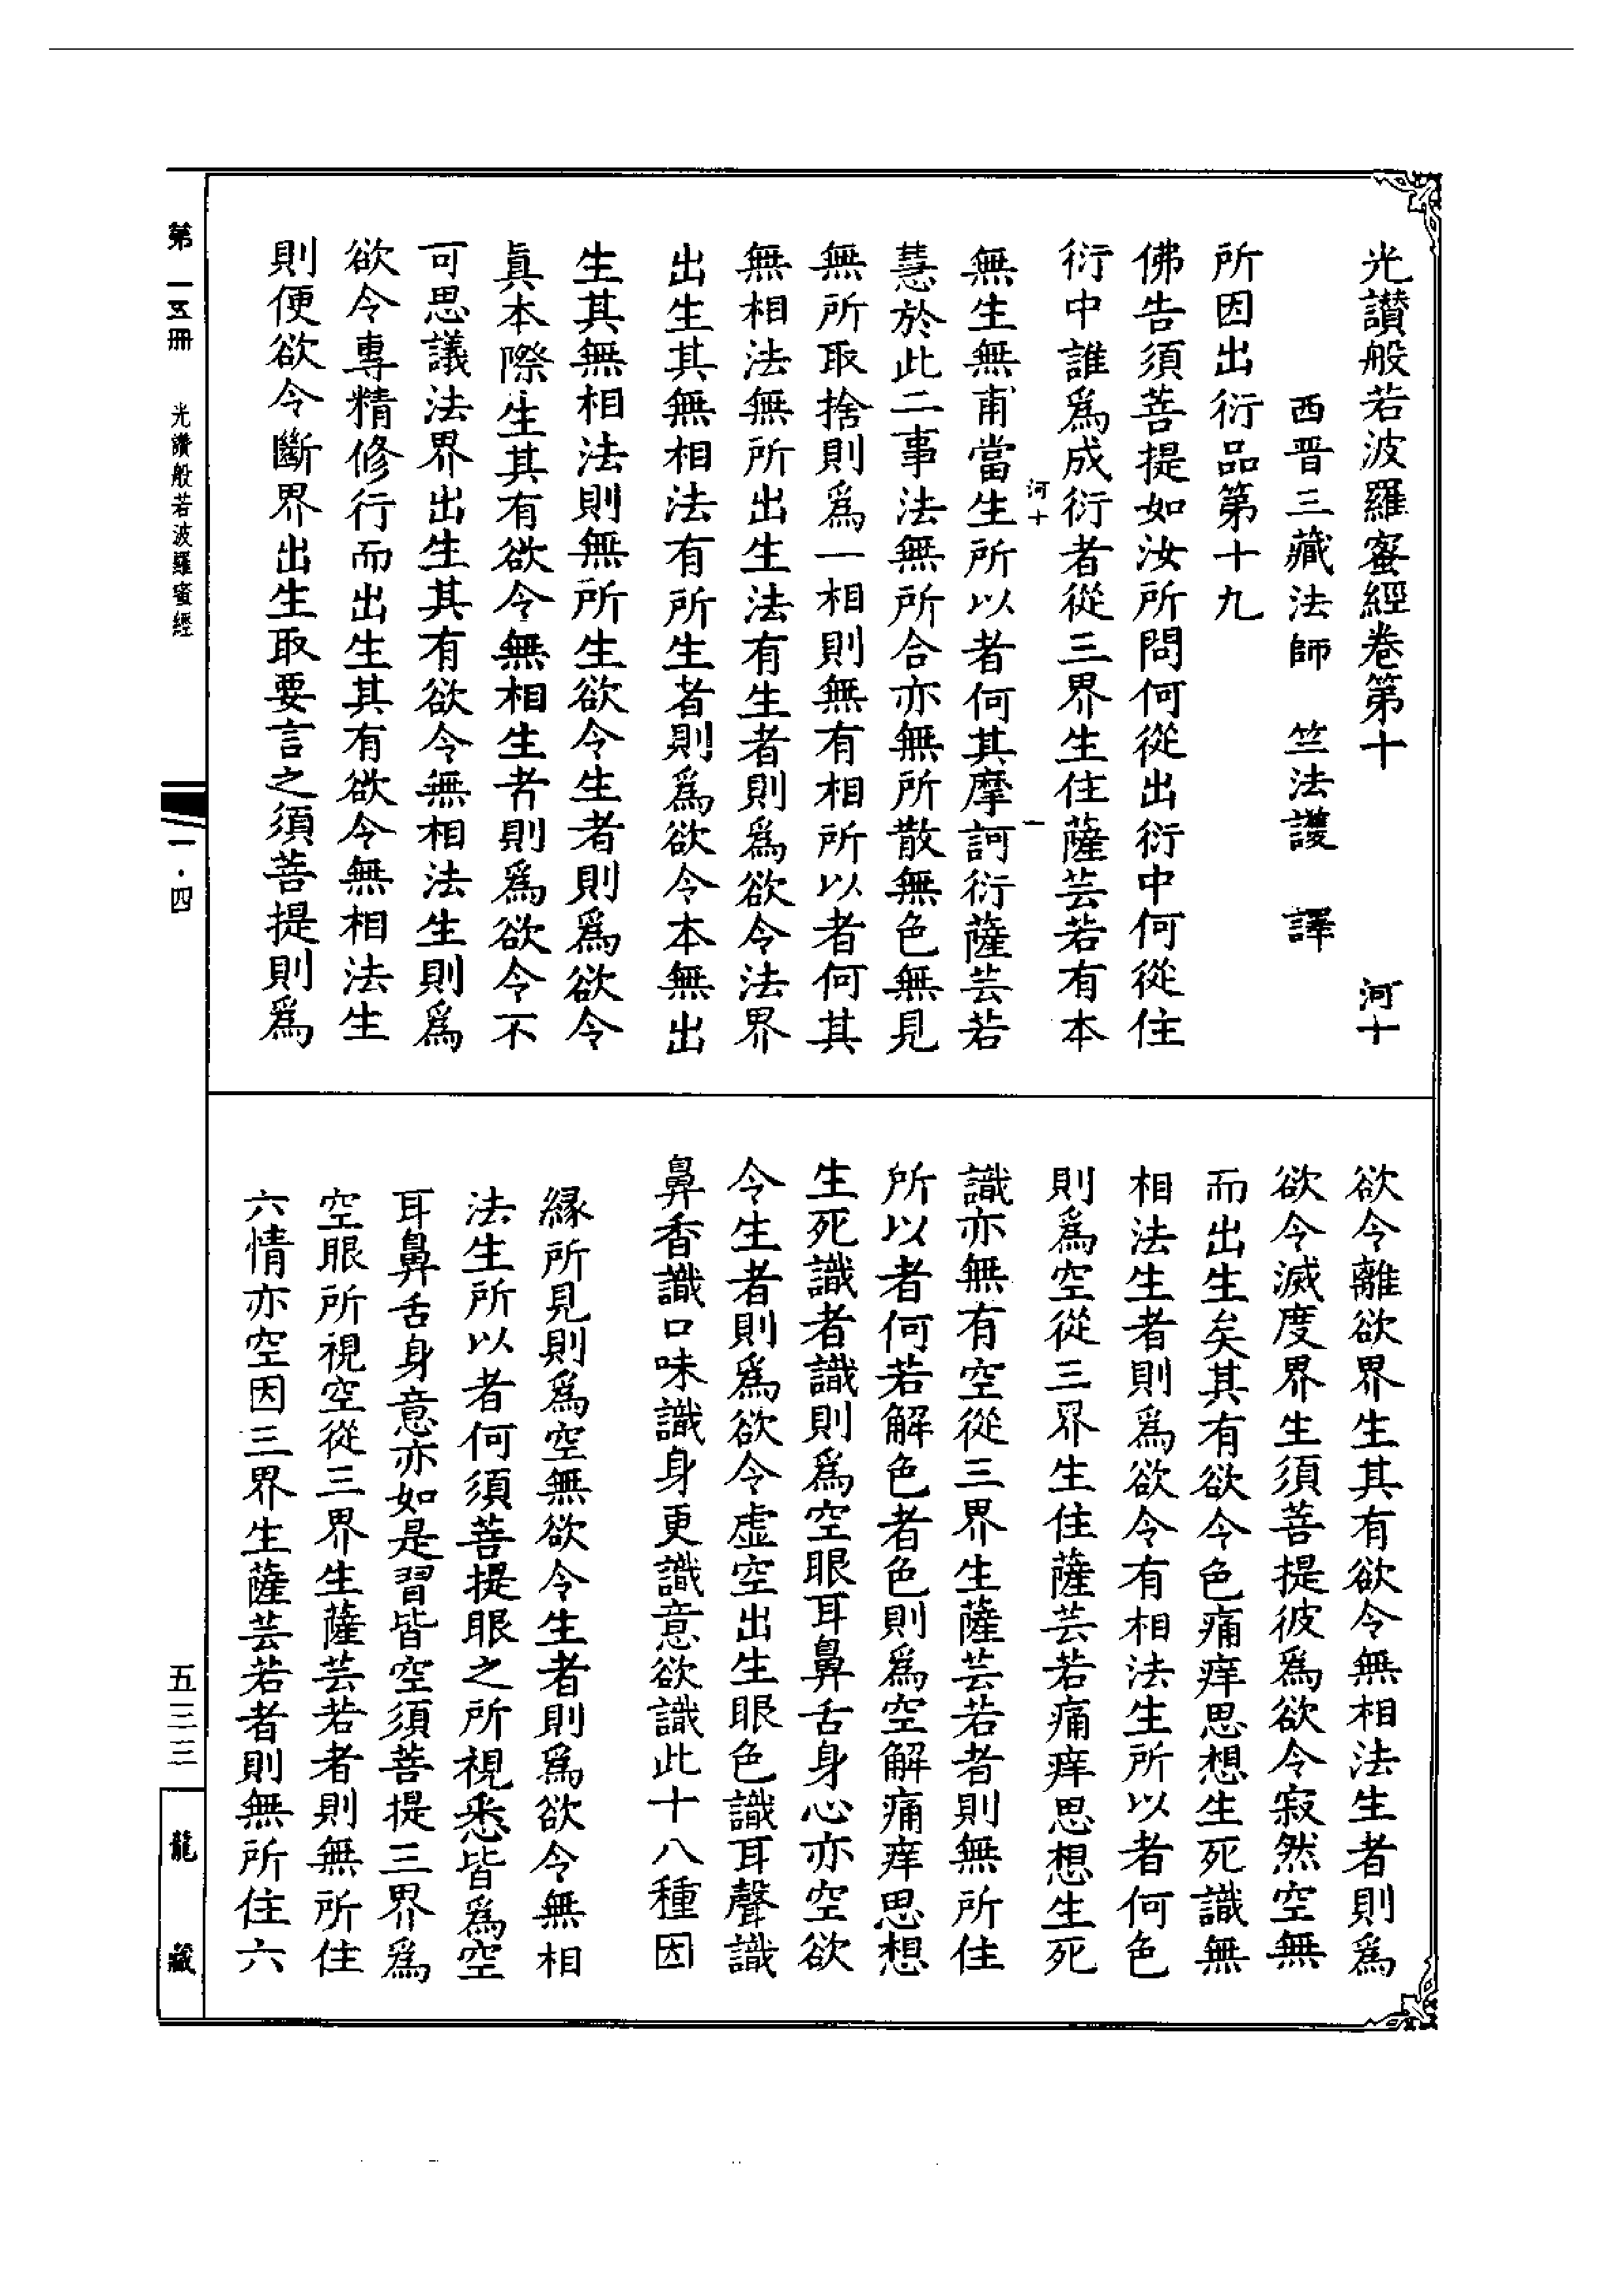 光讃般若波羅蜜經卷第十　河十
西晋三藏法師　竺法護　譯
所因出衍品第十九
佛告須菩提如汝所問何從出衍中何從住
衍中誰爲成衍者從三界生住薩芸若有本
河十　一
無生無甫當生所以者何其摩訶衍薩芸若
慧於此二事法無所合亦無所散無色無見
無所取捨則爲一相則無有相所以者何其
無相法無所出生法有生者則爲欲令法界
出生其無相法有所生者則爲欲令本無出
生其無相法則無所生欲令生者則爲欲令
眞本際生其有欲令無相生者則爲欲令不
可思議法界出生其有欲令無相法生則爲
欲令專精修行而出生其有欲令無相法生
則便欲令斷界出生取要言之須菩提則爲
欲令離欲界生其有欲令無相法生者則爲
欲令滅度界生須菩提彼爲欲令寂然空無
而出生矣其有欲令色痛痒思想生死識無
相法生者則爲欲令有相法生所以者何色
則爲空從三界生住薩芸若痛痒思想生死
識亦無有空從三界生薩芸若者則無所住
所以者何若解色者色則爲空解痛痒思想
生死識者識則爲空眼耳鼻舌身心亦空欲
令生者則爲欲令虚空出生眼色識耳聲識
鼻香識口味識身更識意欲識此十八種因
緣所見則爲空無欲令生者則爲欲令無相
法生所以者何須菩提眼之所視悉皆爲空
耳鼻舌身意亦如是習皆空須菩提三界爲
空眼所視空從三界生薩芸若者則無所住
六情亦空因三界生薩芸若者則無所住六
第一五冊　光讃般若波羅蜜經　一·四　五三三　龍藏